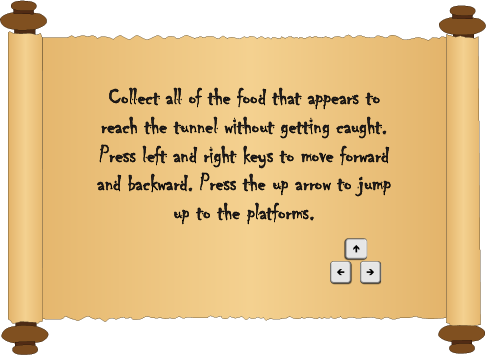 Collect all of the food that appears to
reach the tunnel without getting caught.
Press left and right keys to move forward
and backward. Press the up arrow to jump
up to the platforms.